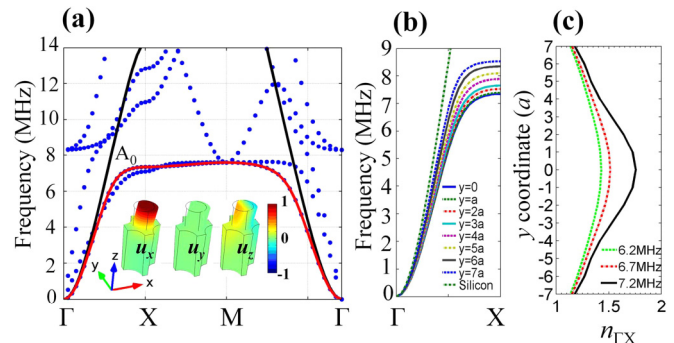 (a)
Frequency (MHz)
14
12
10
8
6
4
2
0
A0
ux
uy
uz
1
0
-1
z
y
x
Γ
X
M
Γ
(b)
Frequency (MHz)
9
8
7
6
5
4
3
2
1
0
y=0
y=a
y=2a
y=3a
y=4a
y=5a
y=6a
y=7a
Silicon
Γ
X
(c)
y coordinate (a)
7
6
5
4
3
2
1
0
-1
-2
-3
-4
-5
-6
-7
6.2MHz
6.7MHz
7.2MHz
1
1.5
2
nΓX